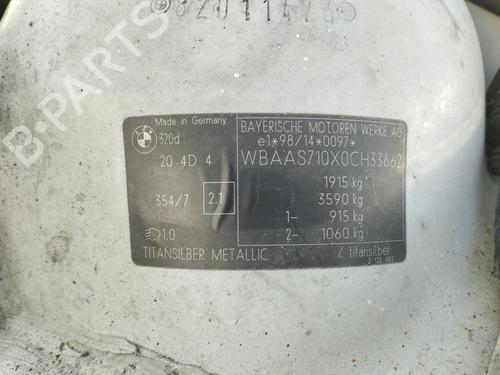 Made in Germany
BMW
320d
BAYERISCHE MOTOREN WERKE AG
e1*98/14*0097*
20 4D 4
WBAAS710X0CH33662
1915 kg
354/7 2.1
3590 kg
1- 915 kg
1.0
2- 1060 kg
TITANSILBER METALLIC / titansilber
B-PARTS